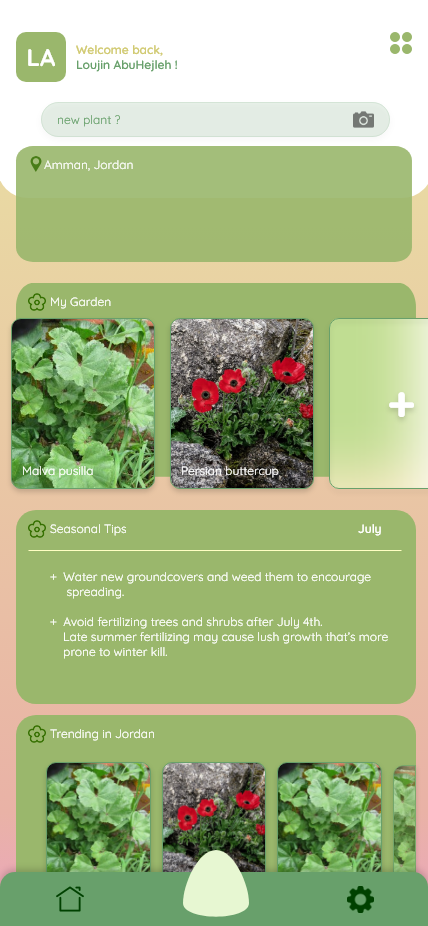 LA
Welcome back,
Loujin AbuHejleh !
new plant ?
Amman, Jordan
My Garden
Malva pusilla
Persian buttercup
+
Seasonal Tips
July
+ Water new groundcovers and weed them to encourage
spreading.
+ Avoid fertilizing trees and shrubs after July 4th.
Late summer fertilizing may cause lush growth that's more
prone to winter kill.
Trending in Jordan